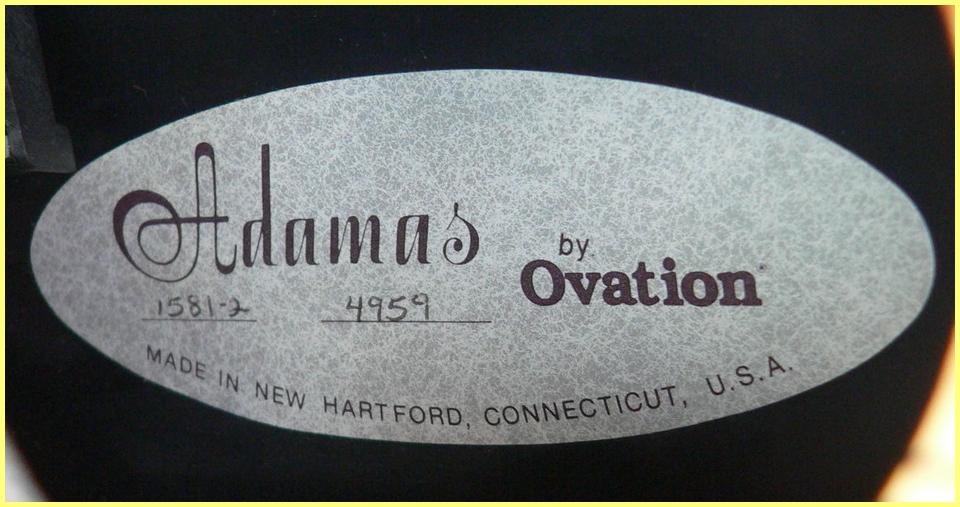 Adamas
by
Ovation
1581-2 4959
MADE IN NEW HARTFORD, CONNECTICUT, U.S.A.